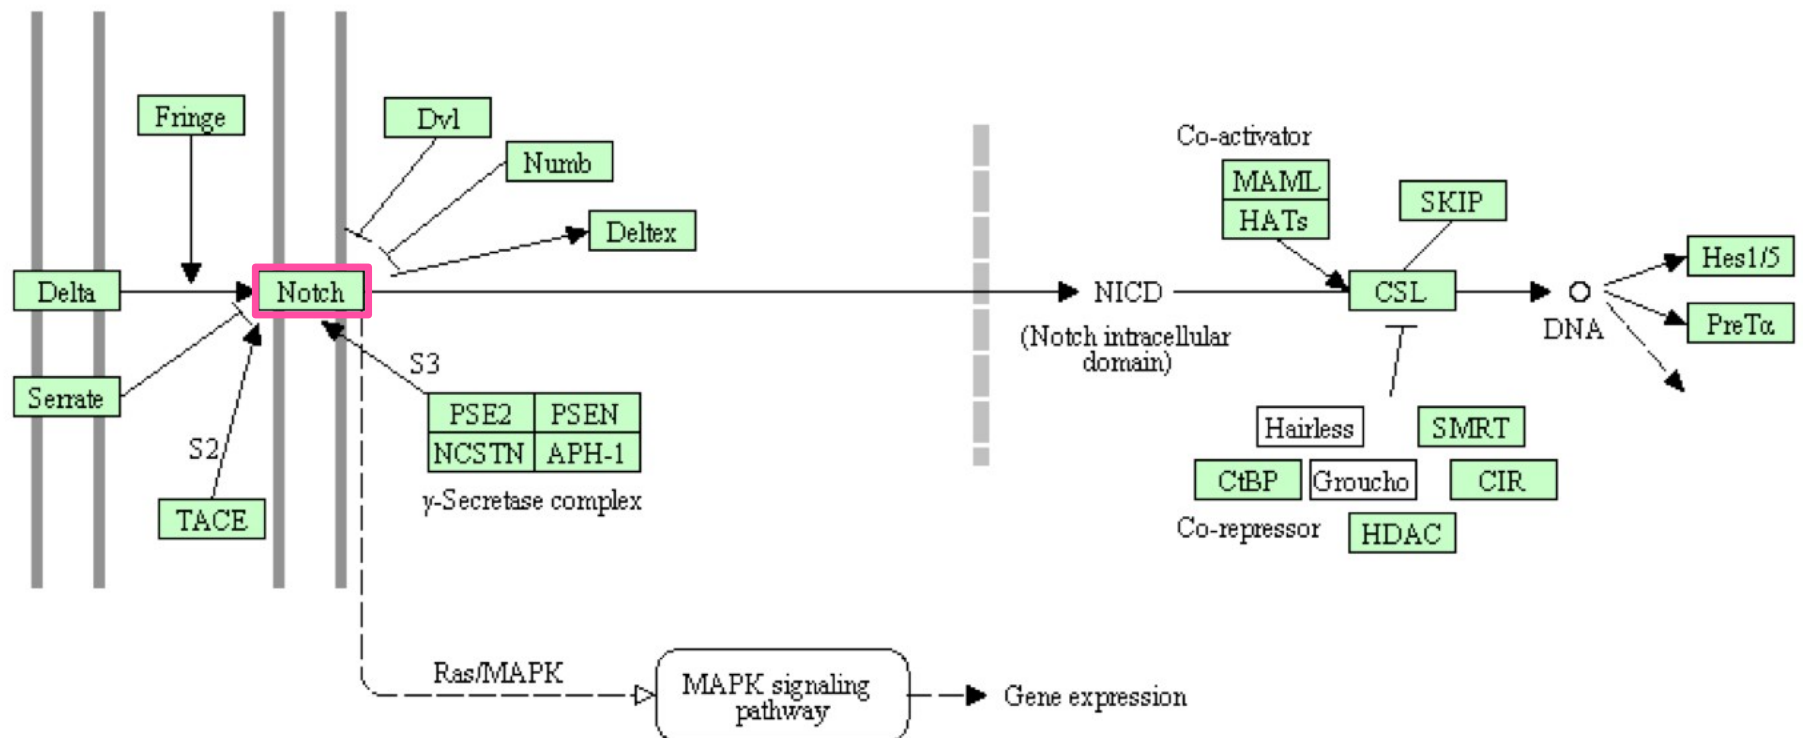 Fringe
Dvl
Numb
Deltex
Delta
Notch
Serrate
S2
TACE
S3
PSE2 PSEN
NCSTN APH-1
γ-Secretase complex
NICD
(Notch intracellular
domain)
Co-activator
MAML
HATs
SKIP
CSL
DNA
Hes1/5
PreTα
Hairless
SMRT
CtBP
Groucho
CIR
Co-repressor
HDAC
Ras/MAPK
MAPK signaling
pathway
Gene expression